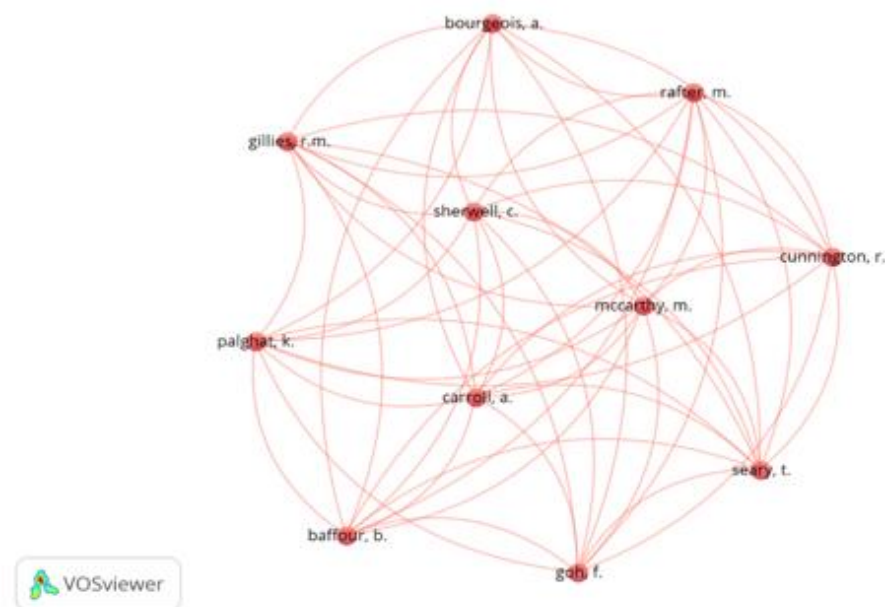 bourgeois, a.
rafter, m.
gillies, r.m.
sherwell, c.
cunnington, r.
mccarthy, m.
palghat, k.
carroll, a.
seary, t.
baffour, b.
goh, f.
VOSviewer